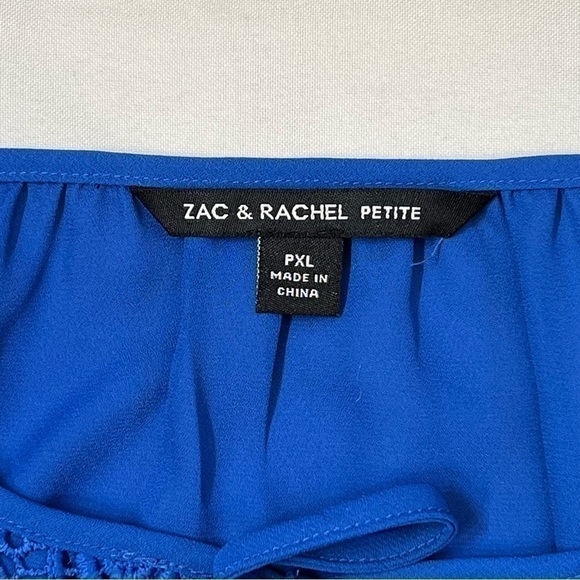 ZAC & RACHEL PETITE
PXL
MADE IN
CHINA